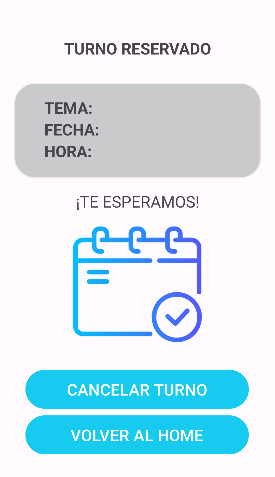 TURNO RESERVADO
TEMA:
FECHA:
HORA:
¡TE ESPERAMOS!
CANCELAR TURNO
VOLVER AL HOME